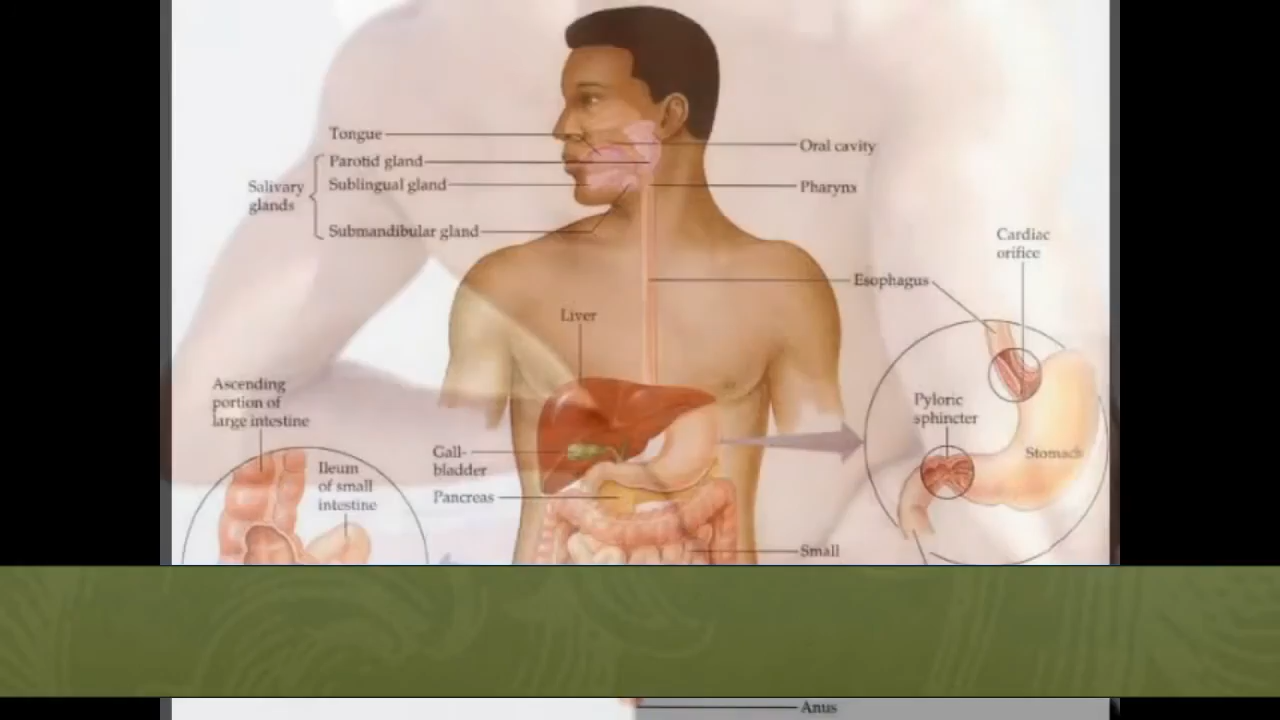 Tongue
Parotid gland
Sublingual gland
Salivary
glands
Submandibular gland
Oral cavity
Pharynx
Cardiac
orifice
Esophagus
Liver
Ascending
portion of
large intestine
Pyloric
sphincter
Stomach
Gall-
bladder
Ileum
of small
intestine
Pancreas
Small
Anus